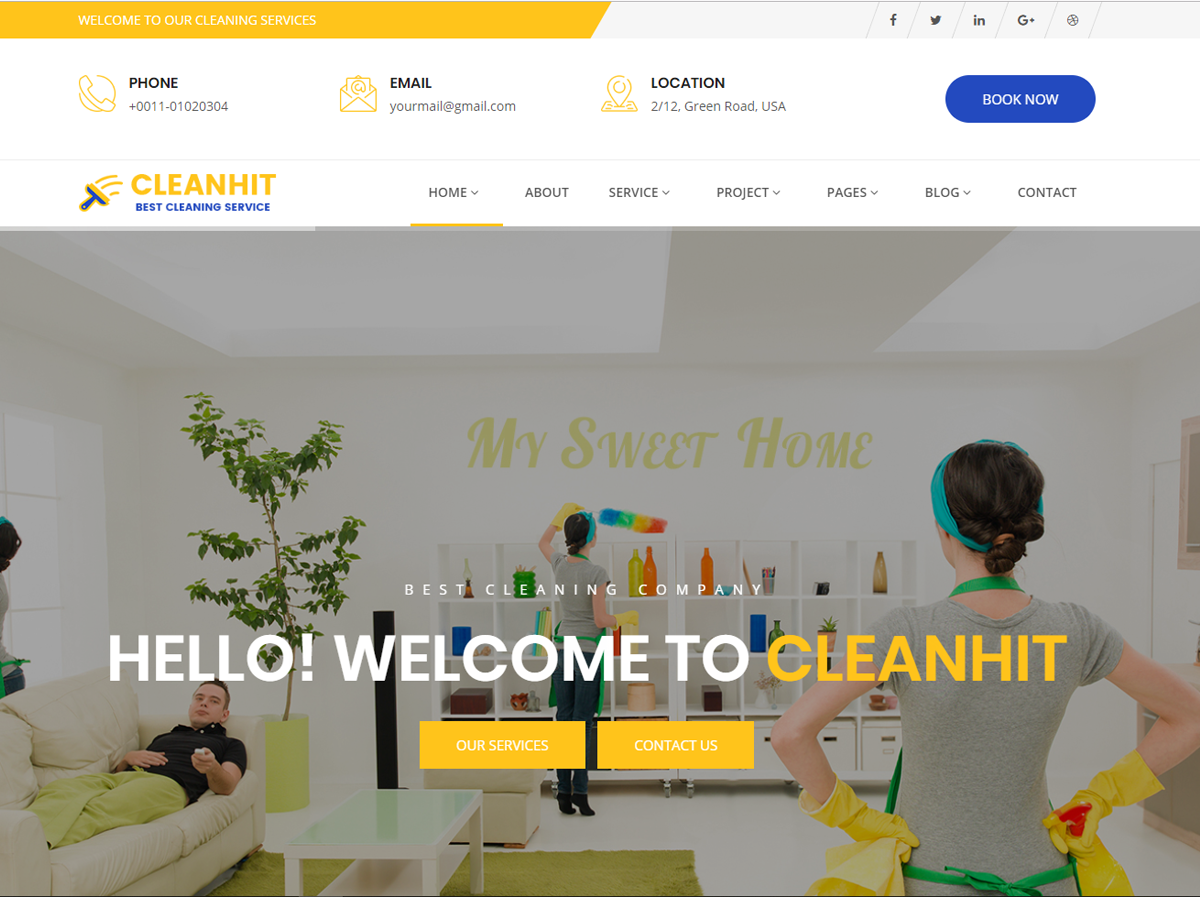 WELCOME TO OUR CLEANING SERVICES
PHONE
+0011-01020304
EMAIL
yourmail@gmail.com
LOCATION
2/12, Green Road, USA
BOOK NOW
CLEANHIT
BEST CLEANING SERVICE
HOME
ABOUT
SERVICE
PROJECT
PAGES
BLOG
CONTACT
My Sweet Home
BEST CLEANING COMPANY
HELLO! WELCOME TO CLEANHIT
OUR SERVICES
CONTACT US